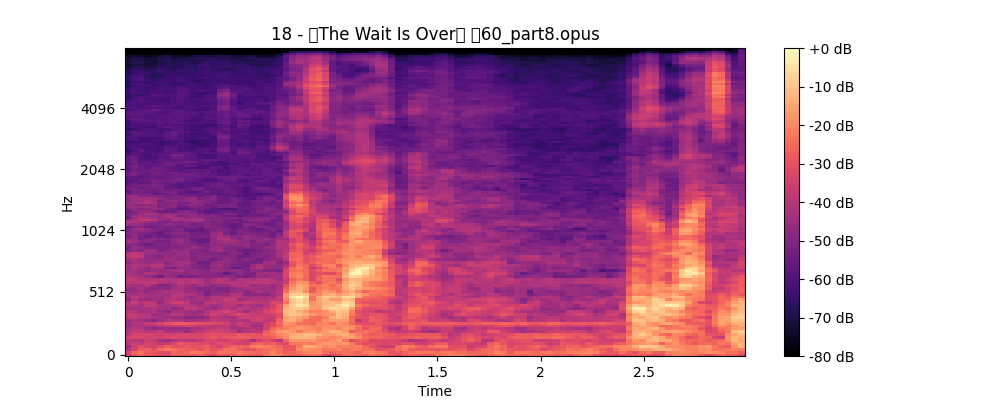 18 - ▯The Wait Is Over▯ ▯60_part8.opus
+0 dB
-10 dB
-20 dB
-30 dB
-40 dB
-50 dB
-60 dB
-70 dB
-80 dB
4096
2048
1024
512
0
Hz
0
0.5
1
1.5
2
2.5
Time